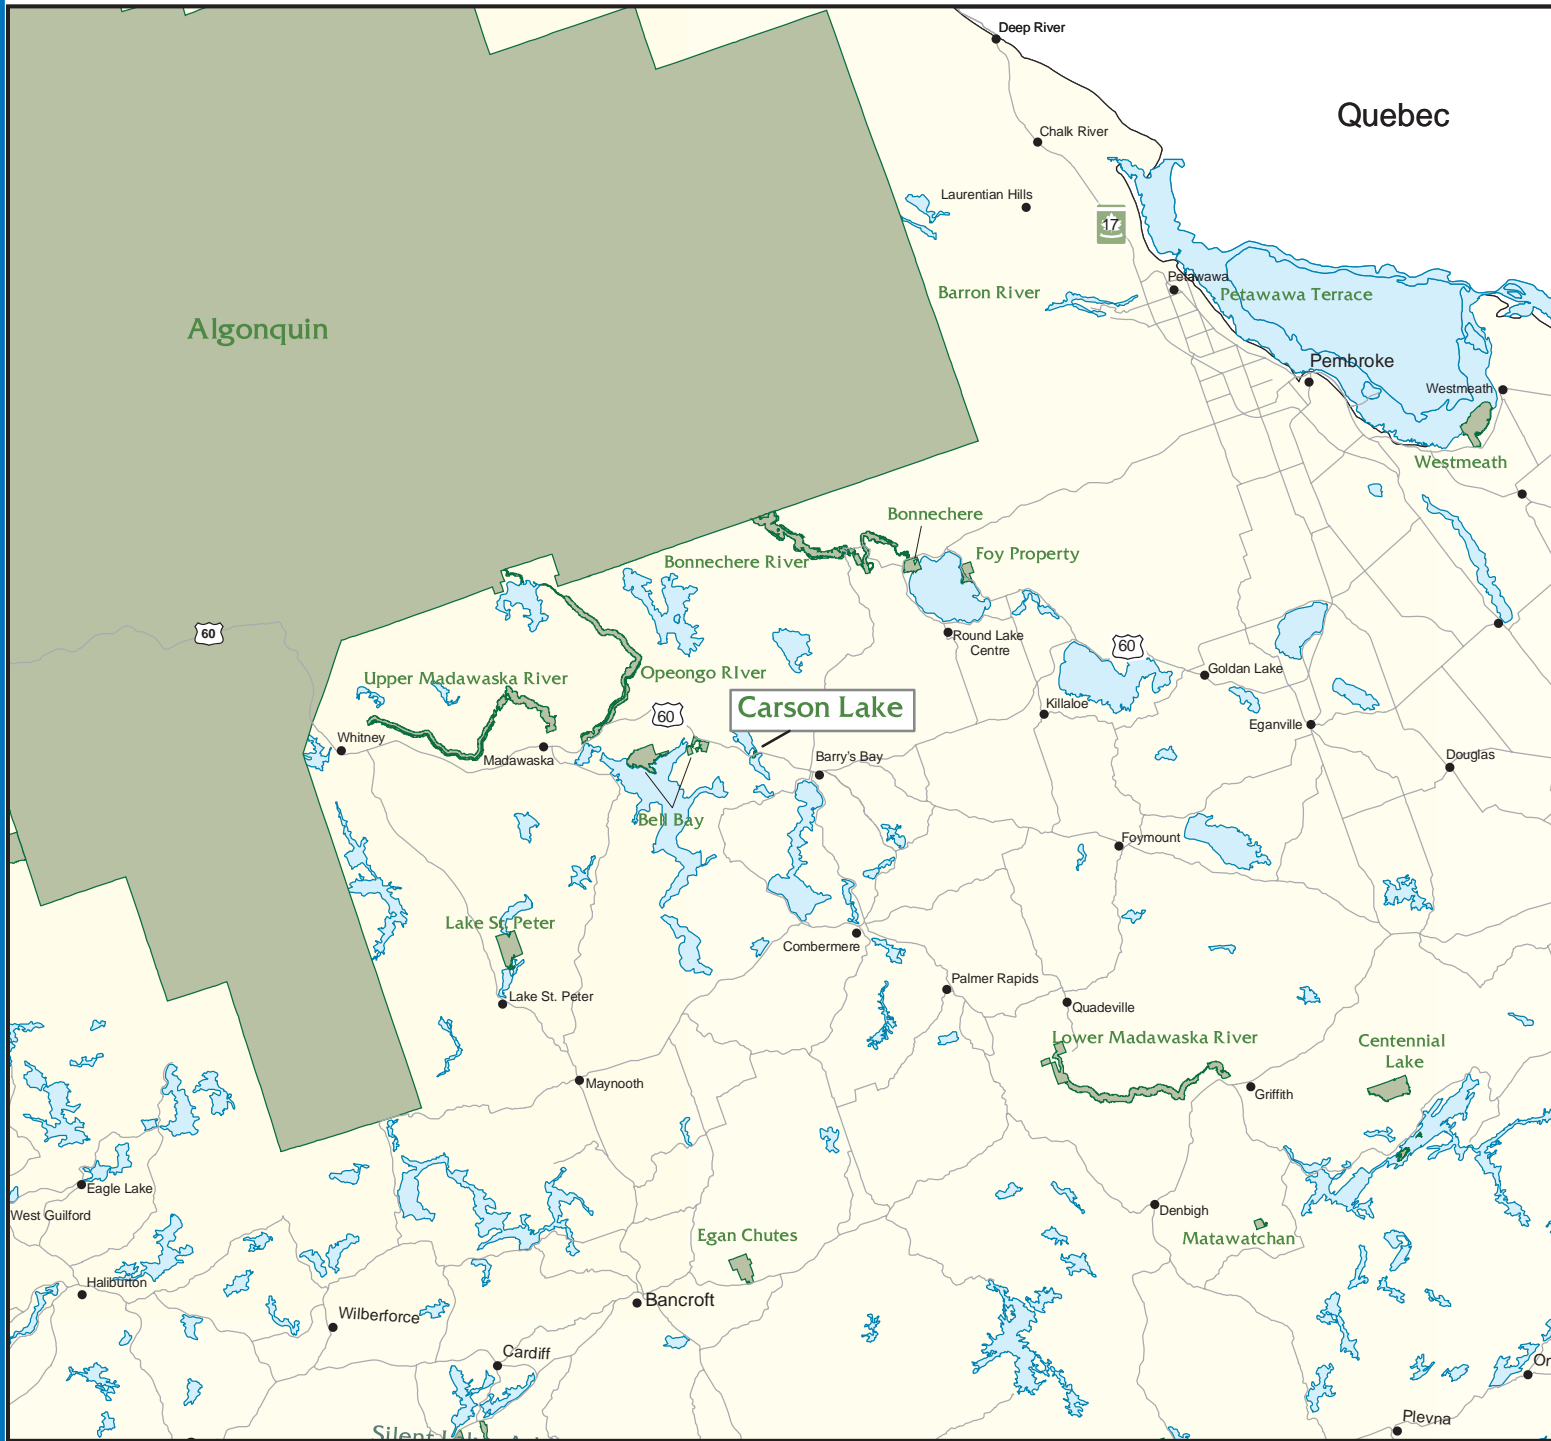 Deep River
Quebec
Chalk River
Laurentian Hills
17
Petawawa
Barron River
Petawawa Terrace
Algonquin
Pembroke
Westmeath
Westmeath
Bonnechere
Foy Property
Bonnechere River
60
Round Lake
Centre
60
Goldan Lake
Opeongo RIver
Upper Madawaska River
Carson Lake
60
Killaloe
Eganville
Whitney
Madawaska
Barry's Bay
Douglas
Bell Bay
Foymount
Lake St. Peter
Combermere
Palmer Rapids
Lake St. Peter
Quadeville
Lower Madawaska River
Centennial
Lake
Maynooth
Griffith
Eagle Lake
West Guilford
Denbigh
Egan Chutes
Matawatchan
Haliburton
Bancroft
Wilberforce
Cardiff
Or
Plevna
Silent Lake